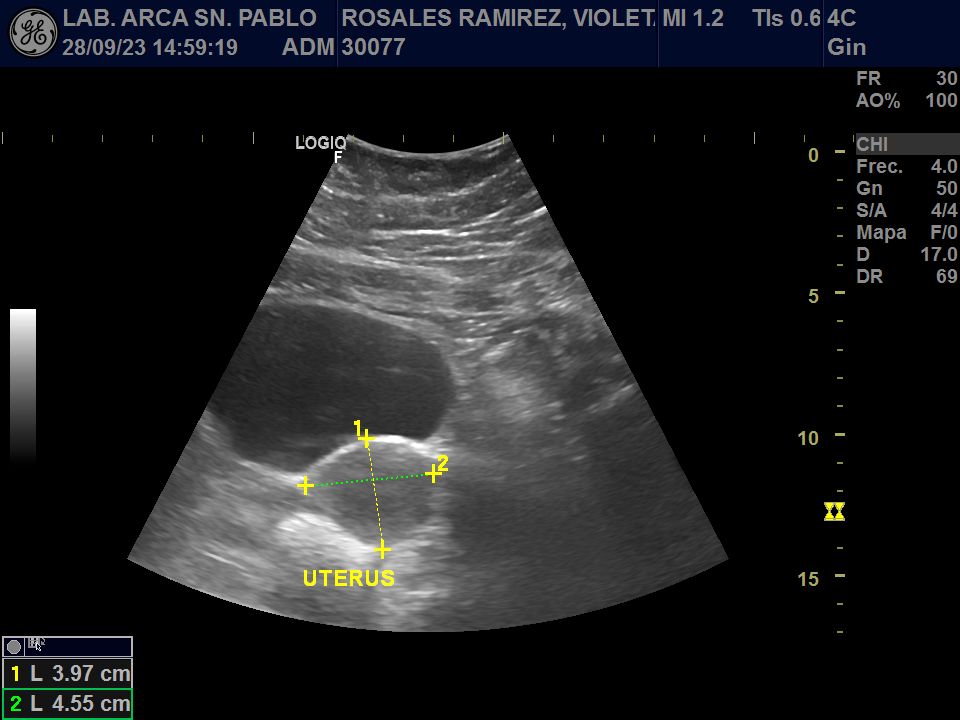 LAB. ARCA SN. PABLO ROSALES RAMIREZ, VIOLET MI 1.2 TIs 0.6 4C
28/09/23 14:59:19 ADM 30077 Gin
FR 30
AO% 100
LOGIQ
F
CHI
Frec. 4.0
Gn 50
S/A 4/4
Mapa F/0
D 17.0
DR 69
0
5
10
15
1
2
UTERUS
1 L 3.97 cm
2 L 4.55 cm